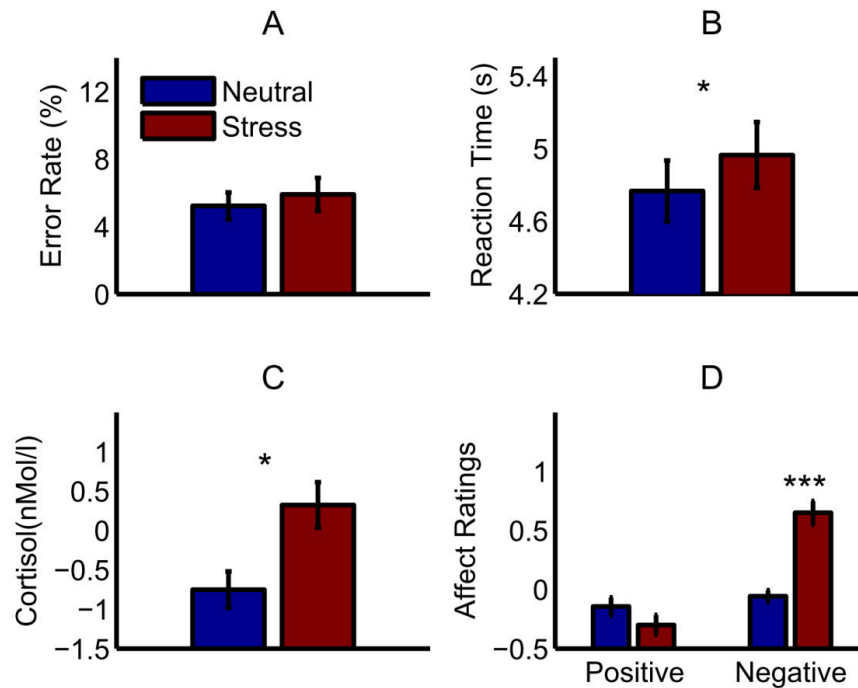 A
Error Rate (%)
12
8
4
0
Neutral
Stress
B
Reaction Time (s)
5.4
5
4.6
4.2
*
C
Cortisol(nMol/l)
1
0.5
0
−0.5
−1
−1.5
*
D
Affect Ratings
1
0.5
0
−0.5
***
Positive
Negative